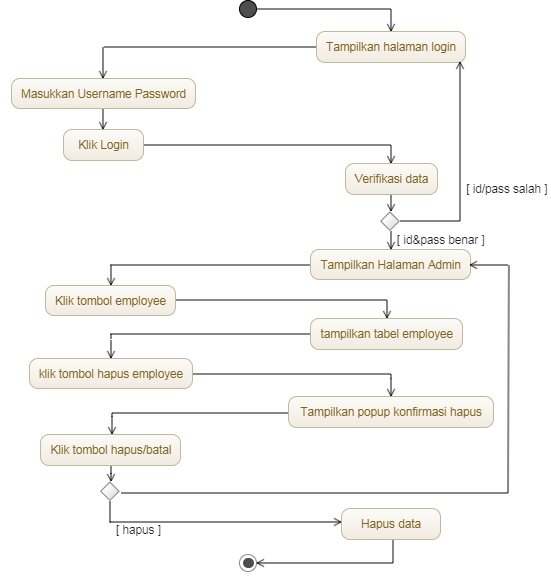 Tampilkan halaman login
Masukkan Username Password
Klik Login
Verifikasi data
[ id/pass salah ]
[ id&pass benar ]
Tampilkan Halaman Admin
Klik tombol employee
tampilkan tabel employee
klik tombol hapus employee
Tampilkan popup konfirmasi hapus
Klik tombol hapus/batal
[ hapus ]
Hapus data